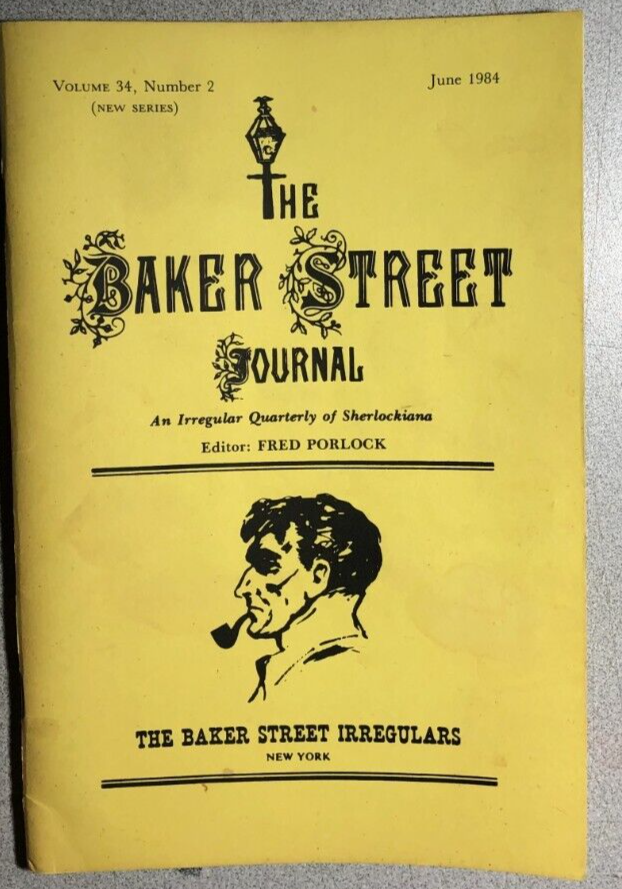 VOLUME 34, Number 2
(NEW SERIES)
June 1984
THE
BAKER STREET
JOURNAL
An Irregular Quarterly of Sherlockiana
Editor: FRED PORLOCK
THE BAKER STREET IRREGULARS
NEW YORK